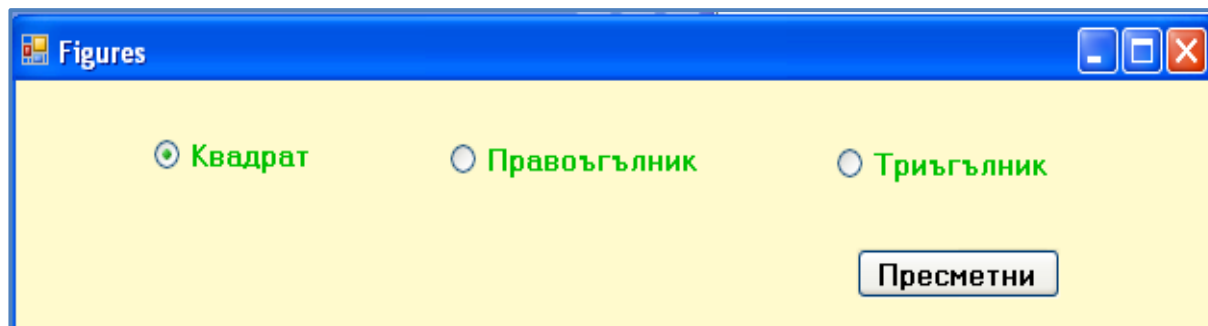 Figures
Квадрат Правоъгълник Триъгълник
Пресметни